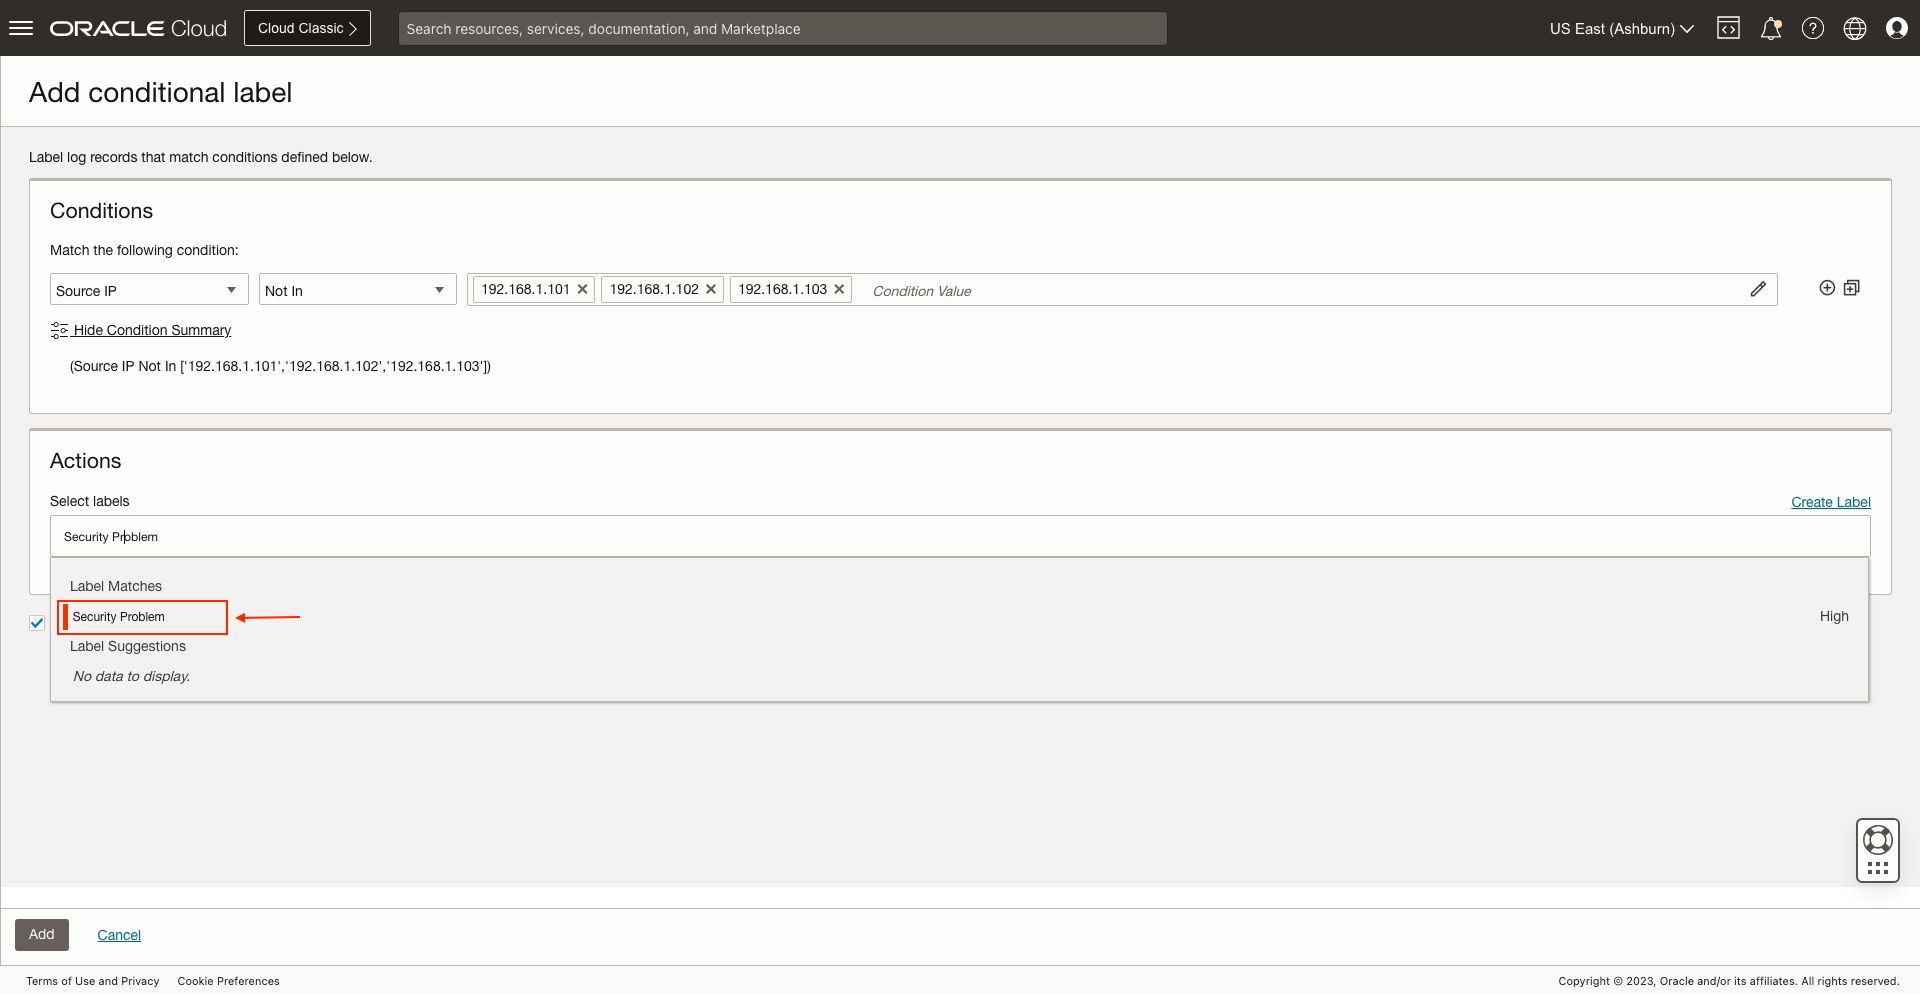 ORACLE Cloud
Cloud Classic
Search resources, services, documentation, and Marketplace
US East (Ashburn)
Add conditional label
Label log records that match conditions defined below.
Conditions
Match the following condition:
Source IP
Not In
192.168.1.101
192.168.1.102
192.168.1.103
Condition Value
Hide Condition Summary
(Source IP Not In ['192.168.1.101','192.168.1.102','192.168.1.103'])
Actions
Select labels
Create Label
Security Problem
Label Matches
Security Problem
High
Label Suggestions
No data to display.
Add
Cancel
Terms of Use and Privacy
Cookie Preferences
Copyright © 2023, Oracle and/or its affiliates. All rights reserved.